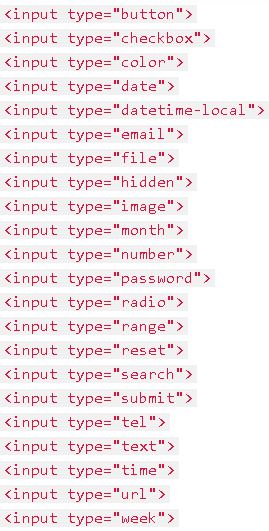 <input type="button">
<input type="checkbox">
<input type="color">
<input type="date">
<input type="datetime-local">
<input type="email">
<input type="file">
<input type="hidden">
<input type="image">
<input type="month">
<input type="number">
<input type="password">
<input type="radio">
<input type="range">
<input type="reset">
<input type="search">
<input type="submit">
<input type="tel">
<input type="text">
<input type="time">
<input type="url">
<input type="week">